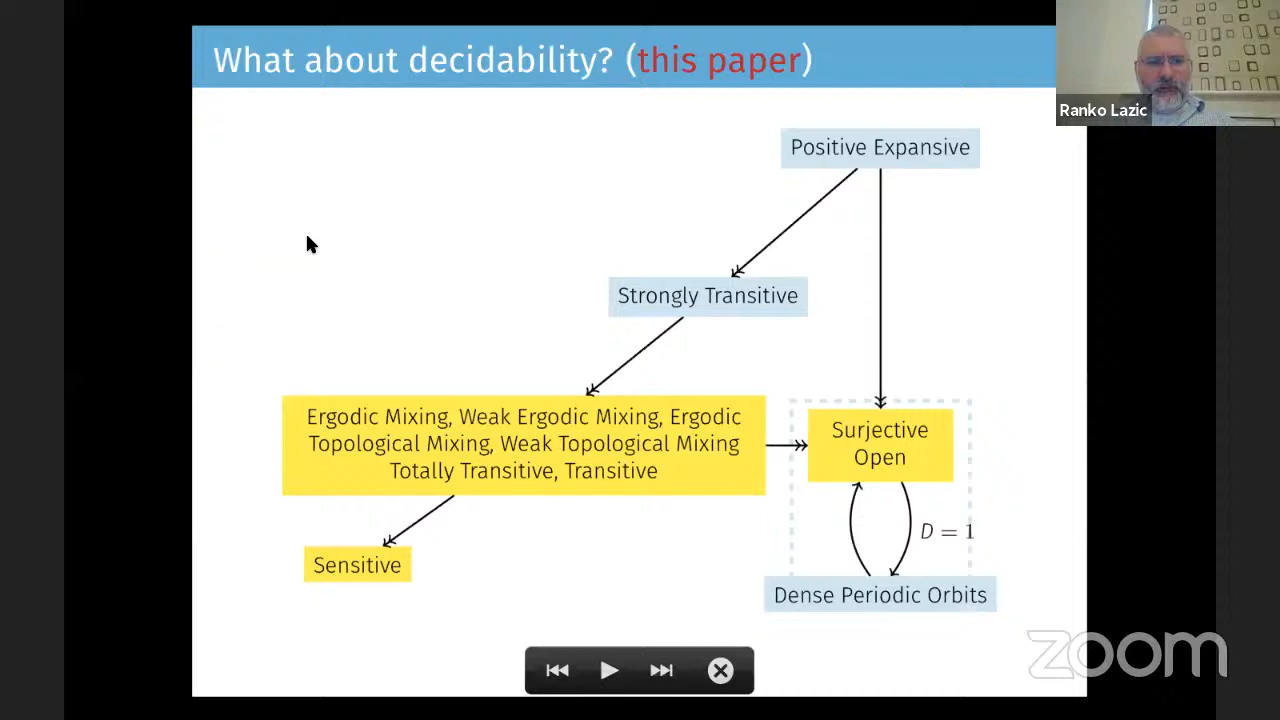 What about decidability? (this paper)
Ranko Lazic
Positive Expansive
Strongly Transitive
Ergodic Mixing, Weak Ergodic Mixing, Ergodic
Topological Mixing, Weak Topological Mixing
Totally Transitive, Transitive
Surjective
Open
D = 1
Sensitive
Dense Periodic Orbits
zoom